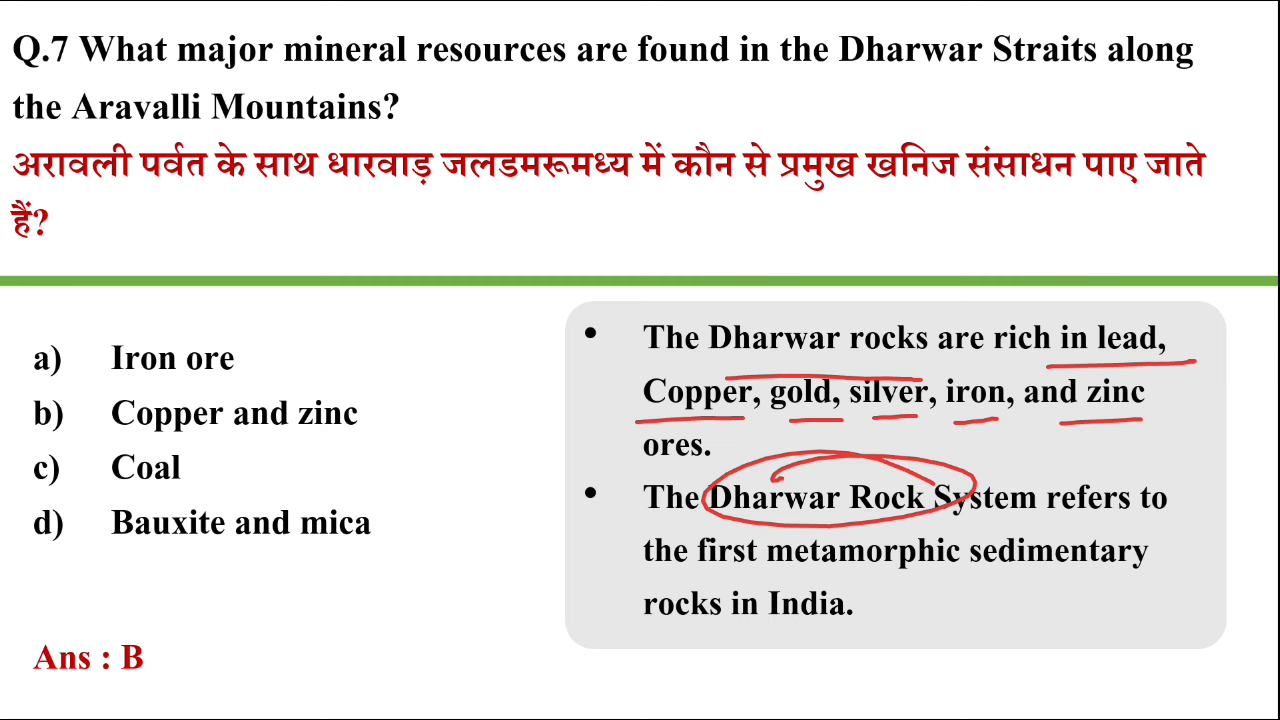 Q.7 What major mineral resources are found in the Dharwar Straits along
the Aravalli Mountains?
अरावली पर्वत के साथ धारवाड़ जलडमरूमध्य में कौन से प्रमुख खनिज संसाधन पाए जाते
हैं?
a) Iron ore
b) Copper and zinc
c) Coal
d) Bauxite and mica
Ans : B
• The Dharwar rocks are rich in lead,
Copper, gold, silver, iron, and zinc
ores.
• The Dharwar Rock System refers to
the first metamorphic sedimentary
rocks in India.